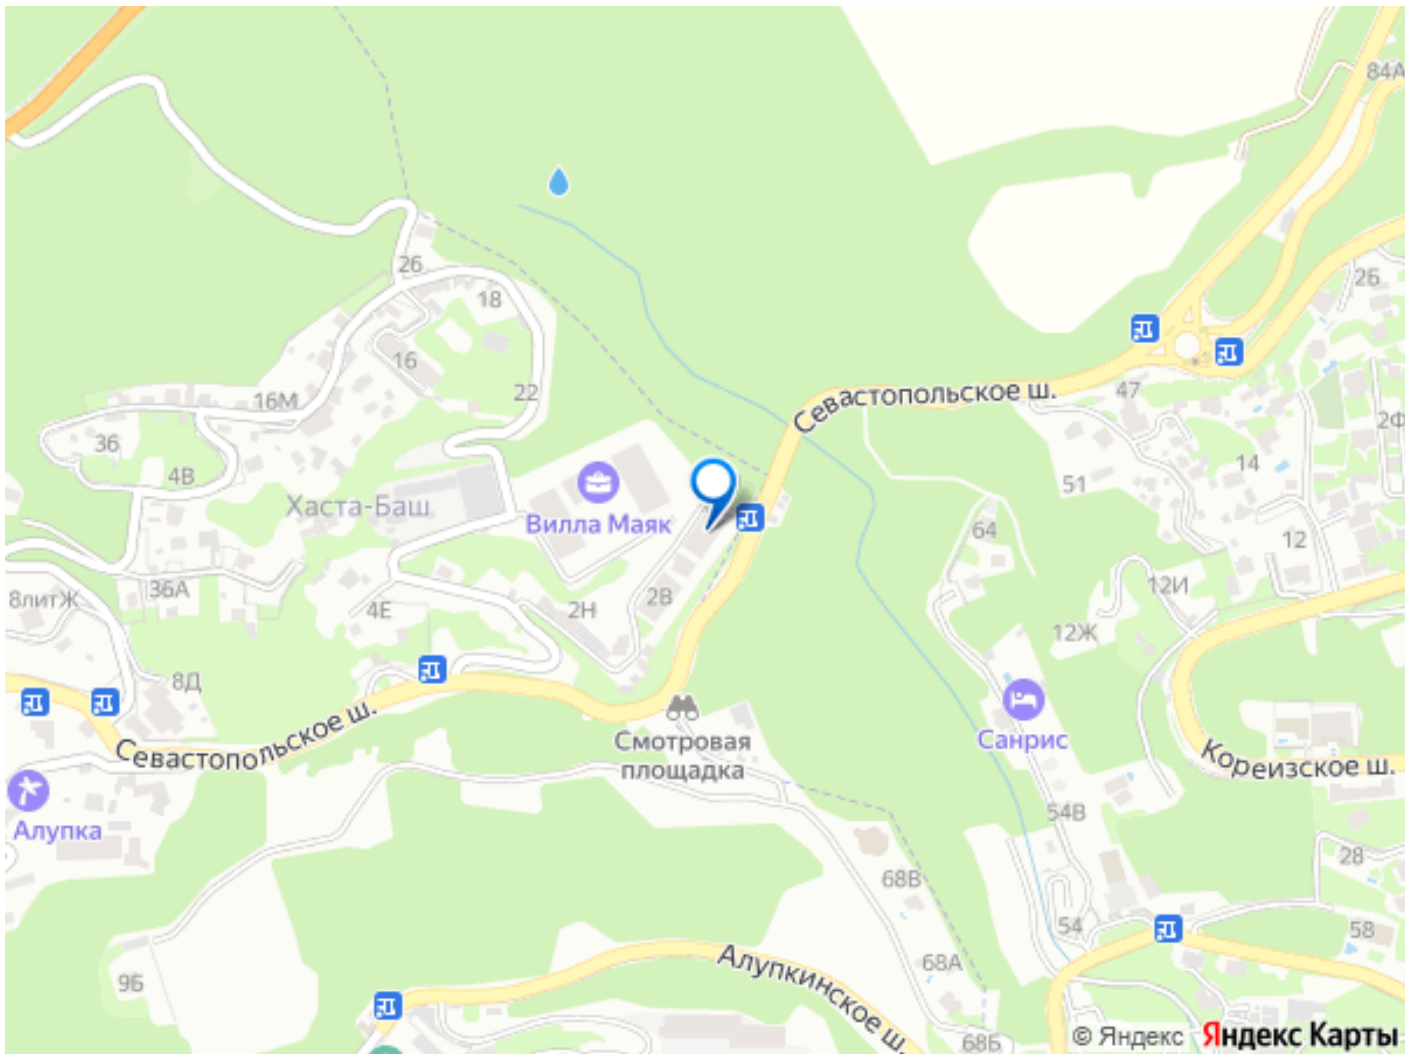 84А
26
2Б
18
16
Севастопольское ш.
22
16М
47
2Ф
36
4В
14
51
Хаста-Баш
Вилла Маяк
64
12
36А
8литЖ
4Е
2Н
2В
12И
12Ж
8Д
Севастопольское ш.
Смотровая
площадка
Санрис
Кореизское ш.
Алупка
54В
28
68В
54
58
9Б
68А
Алупкинское ш.
68Б
© Яндекс Яндекс Карты